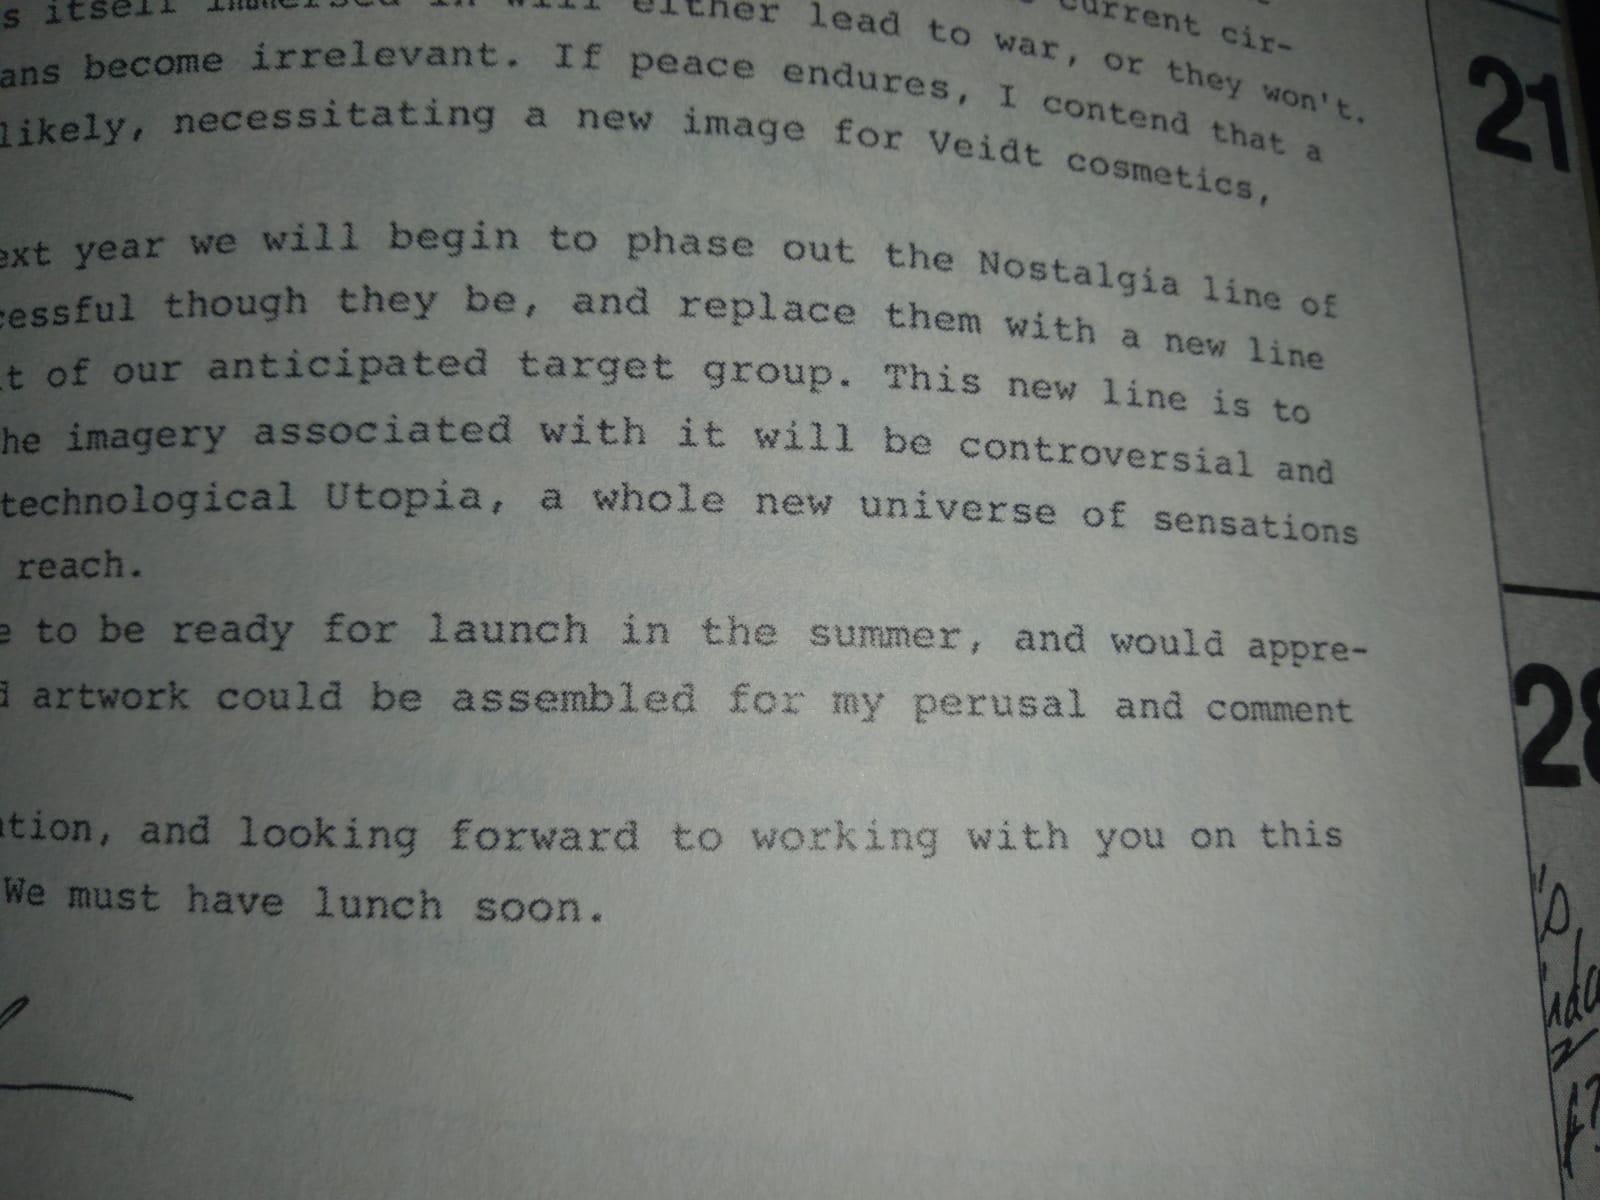 s itself immersed in will either lead to war, or they won't.
current cir-
ans become irrelevant. If peace endures, I contend that a
likely, necessitating a new image for Veidt cosmetics,
ext year we will begin to phase out the Nostalgia line of
cessful though they be, and replace them with a new line
t of our anticipated target group. This new line is to
he imagery associated with it will be controversial and
technological Utopia, a whole new universe of sensations
reach.
e to be ready for launch in the summer, and would appre-
d artwork could be assembled for my perusal and comment
tion, and looking forward to working with you on this
We must have lunch soon.
21
28